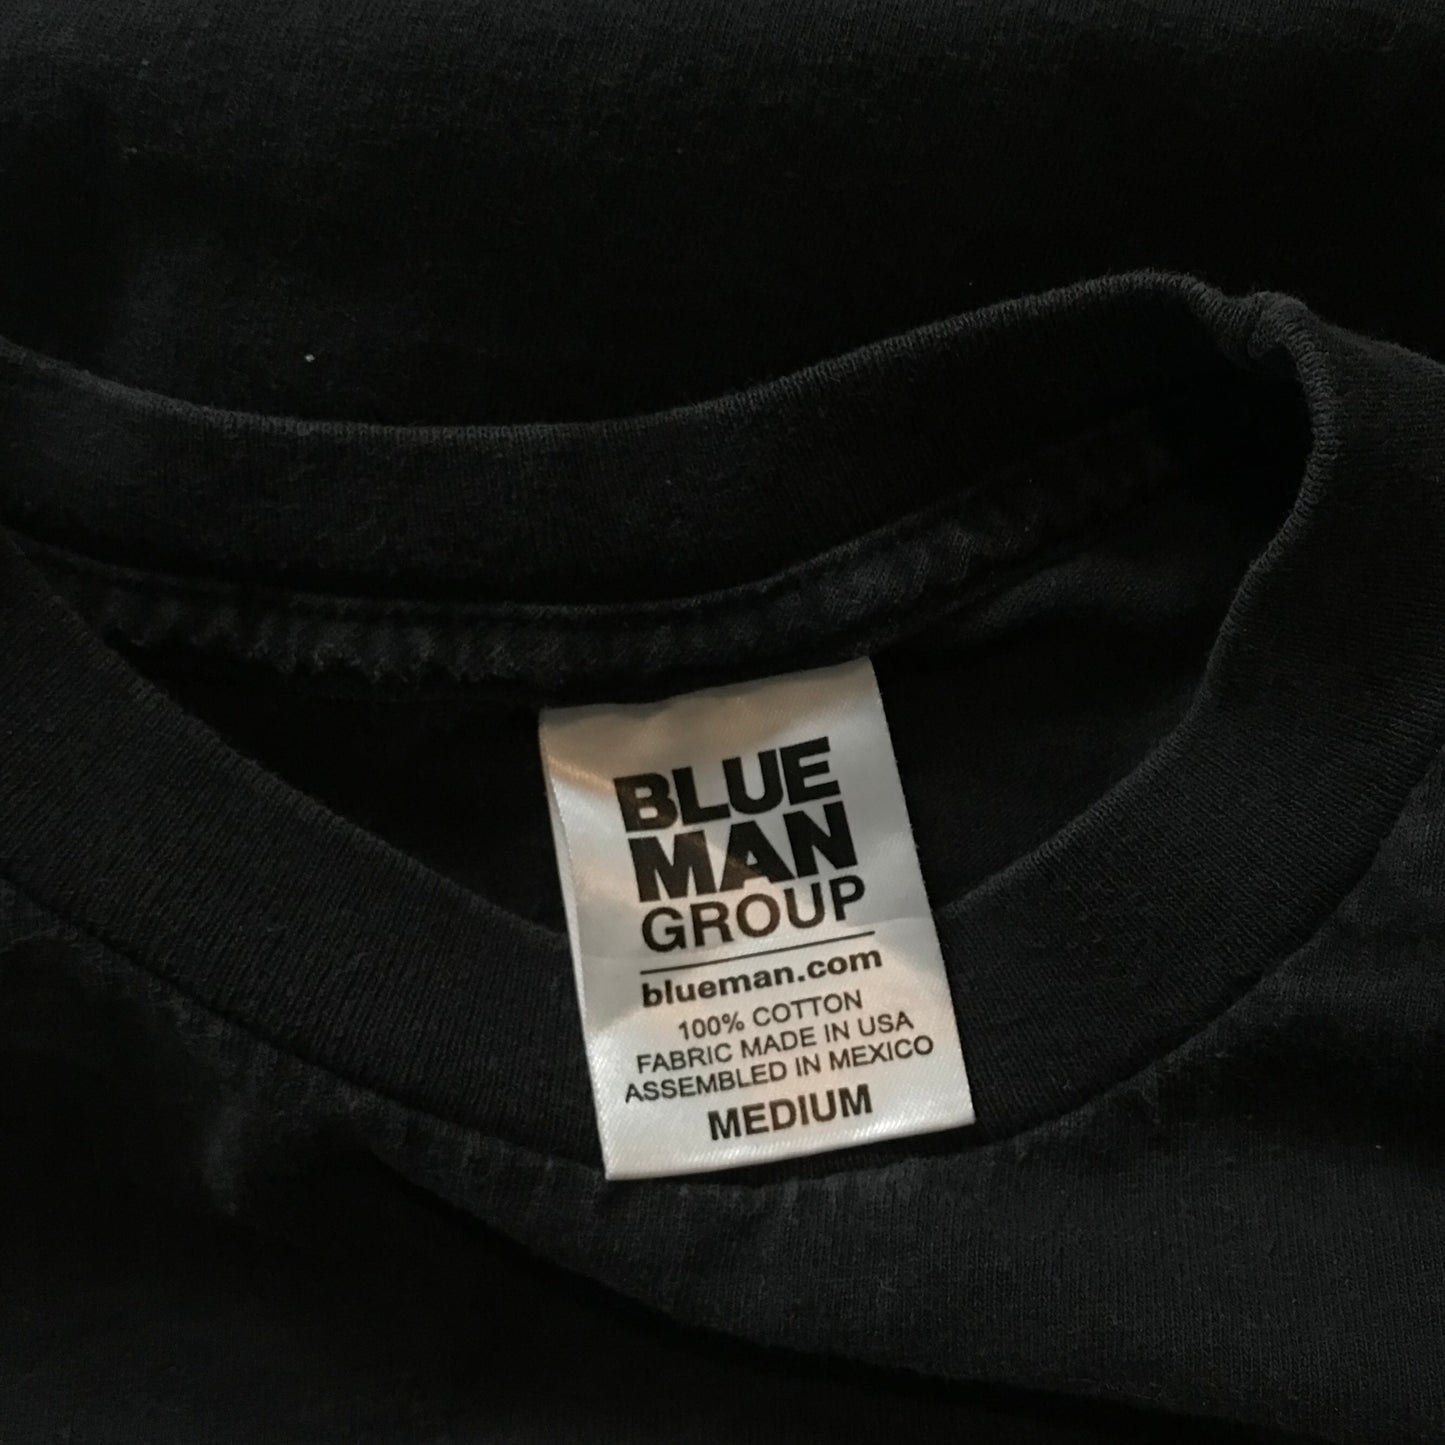 BLUE
MAN
GROUP
blueman.com
100% COTTON
FABRIC MADE IN USA
ASSEMBLED IN MEXICO
MEDIUM